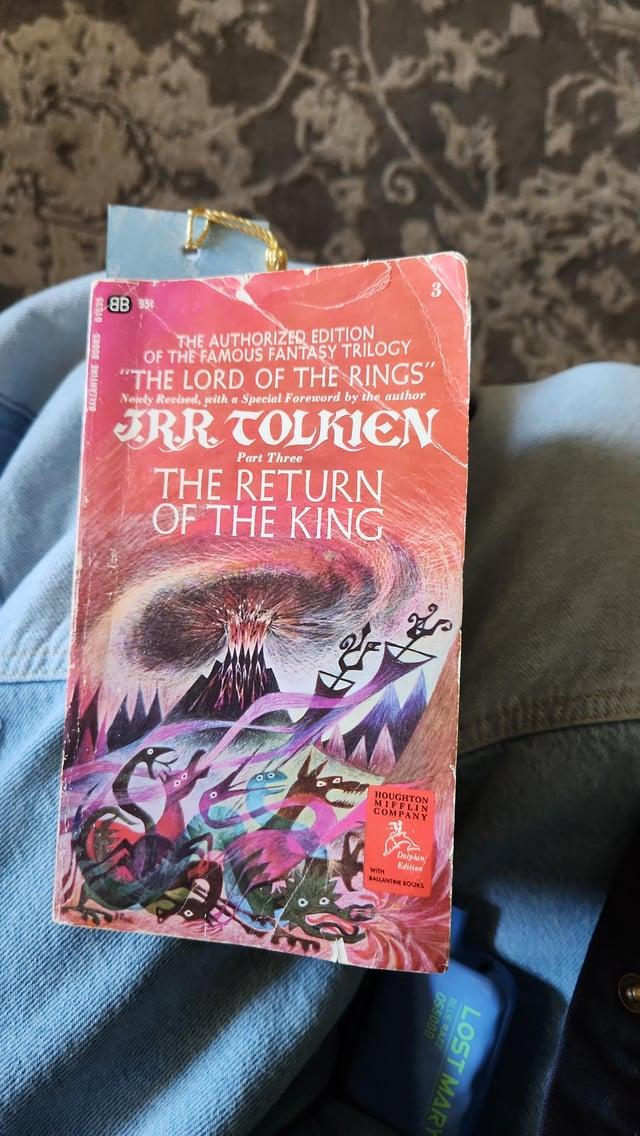 3
BB 95¢
BALLANTINE BOOKS
THE AUTHORIZED EDITION
OF THE FAMOUS FANTASY TRILOGY
"THE LORD OF THE RINGS"
Newly Revised, with a Special Foreword by the author
J.R.R. TOLKIEN
Part Three
THE RETURN
OF THE KING
HOUGHTON
MIFFLIN
COMPANY
Dolphin
Edition
WITH
BALLANTINE BOOKS
LOST MARY
OS5000